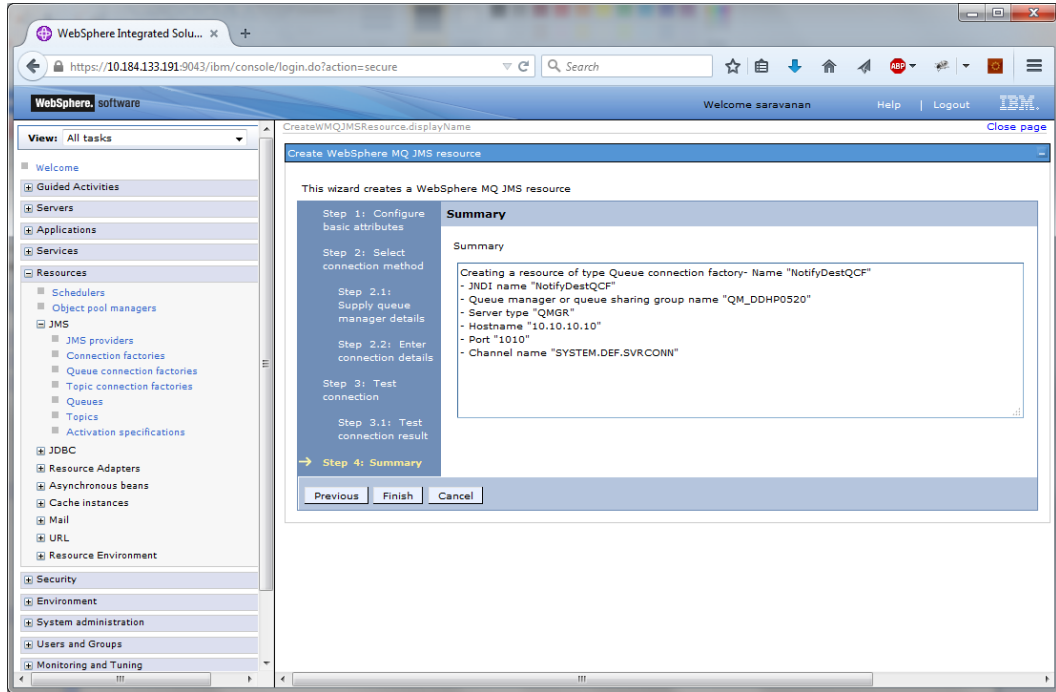 WebSphere Integrated Solu... × +
https://10.184.133.191:9043/ibm/console/login.do?action=secure
Search
ABP
WebSphere. software
Welcome saravanan
Help | Logout
IBM.
View: All tasks
Welcome
Guided Activities
Servers
Applications
Services
Resources
Schedulers
Object pool managers
JMS
JMS providers
Connection factories
Queue connection factories
Topic connection factories
Queues
Topics
Activation specifications
JDBC
Resource Adapters
Asynchronous beans
Cache instances
Mail
URL
Resource Environment
Security
Environment
System administration
Users and Groups
Monitoring and Tuning
CreateWMQJMSResource.displayName
Close page
Create WebSphere MQ JMS resource
This wizard creates a WebSphere MQ JMS resource
Step 1: Configure
basic attributes
Step 2: Select
connection method
Step 2.1:
Supply queue
manager details
Step 2.2: Enter
connection details
Step 3: Test
connection
Step 3.1: Test
connection result
Step 4: Summary
Summary
Summary
Creating a resource of type Queue connection factory- Name "NotifyDestQCF"
- JNDI name "NotifyDestQCF"
- Queue manager or queue sharing group name "QM_DDHP0520"
- Server type "QMGR"
- Hostname "10.10.10.10"
- Port "1010"
- Channel name "SYSTEM.DEF.SVRCONN"
Previous Finish Cancel